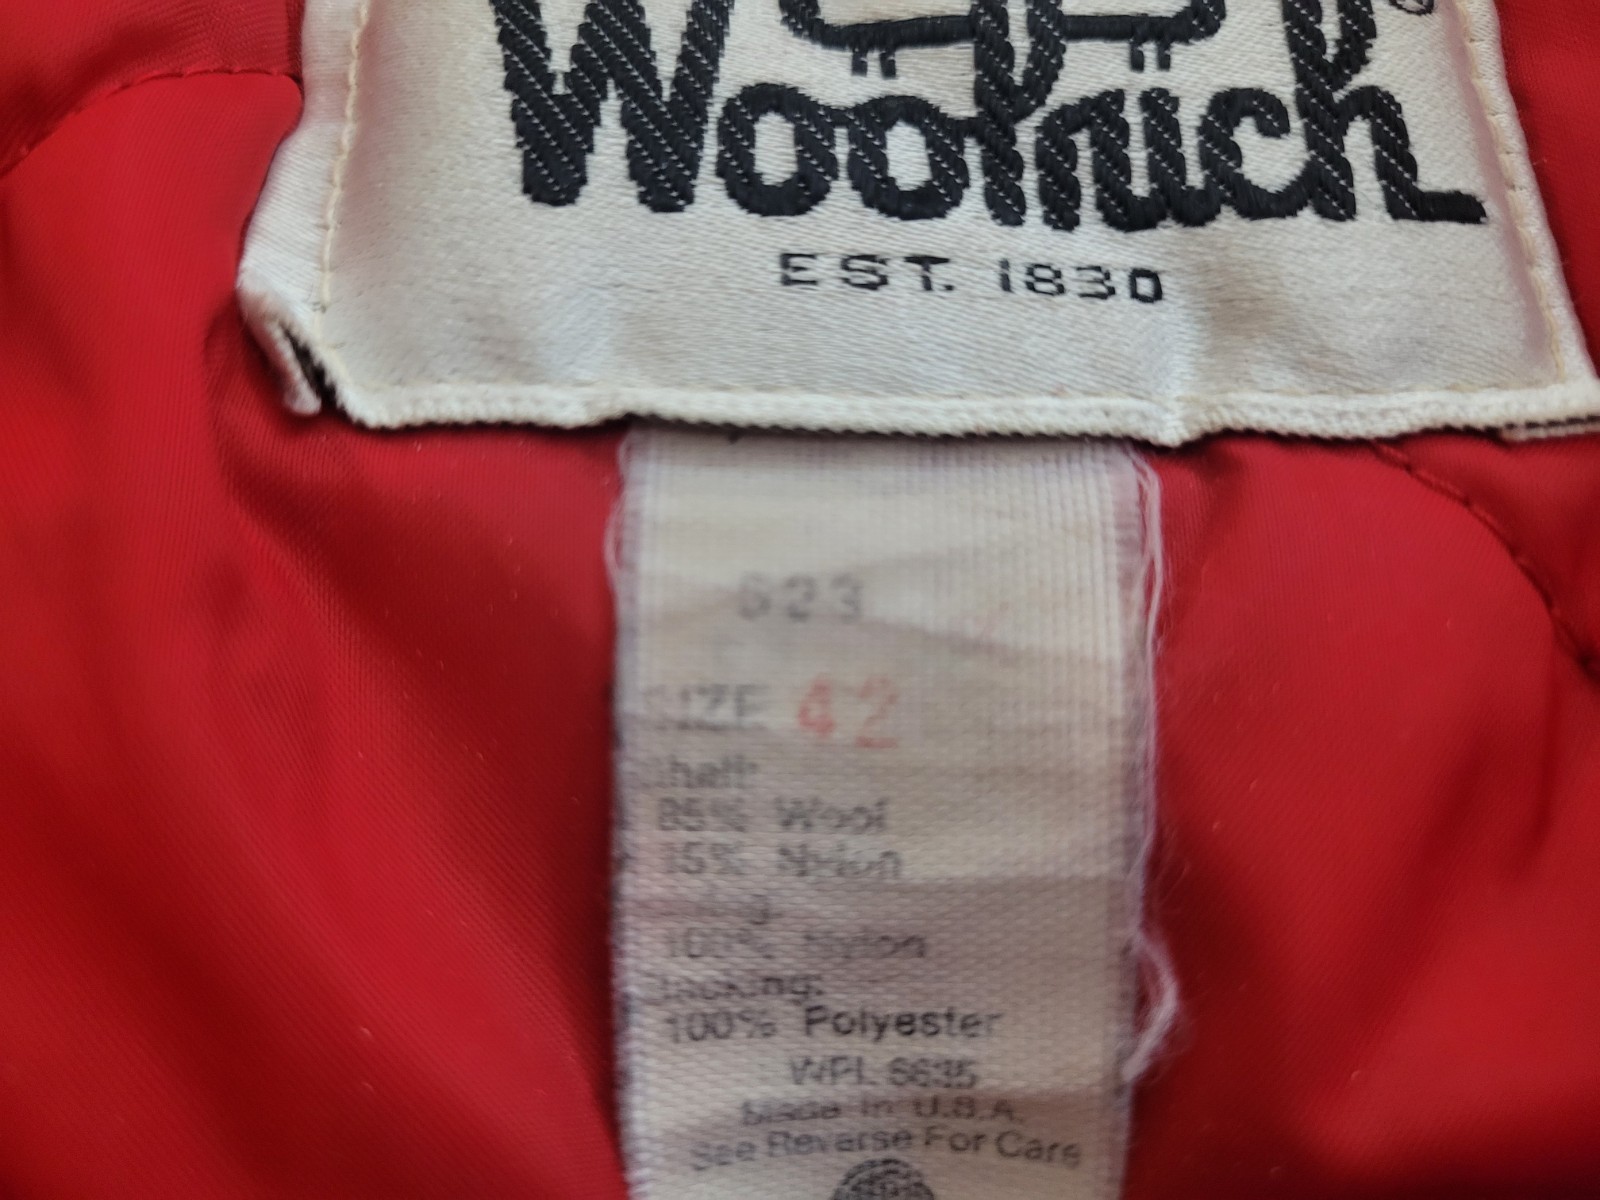 Woolrich
EST. 1830
623
SIZE 42
Shell:
85% Wool
15% Nylon
100% Nylon
Backing:
100% Polyester
WPL 6635
Made in U.S.A.
See Reverse For Care